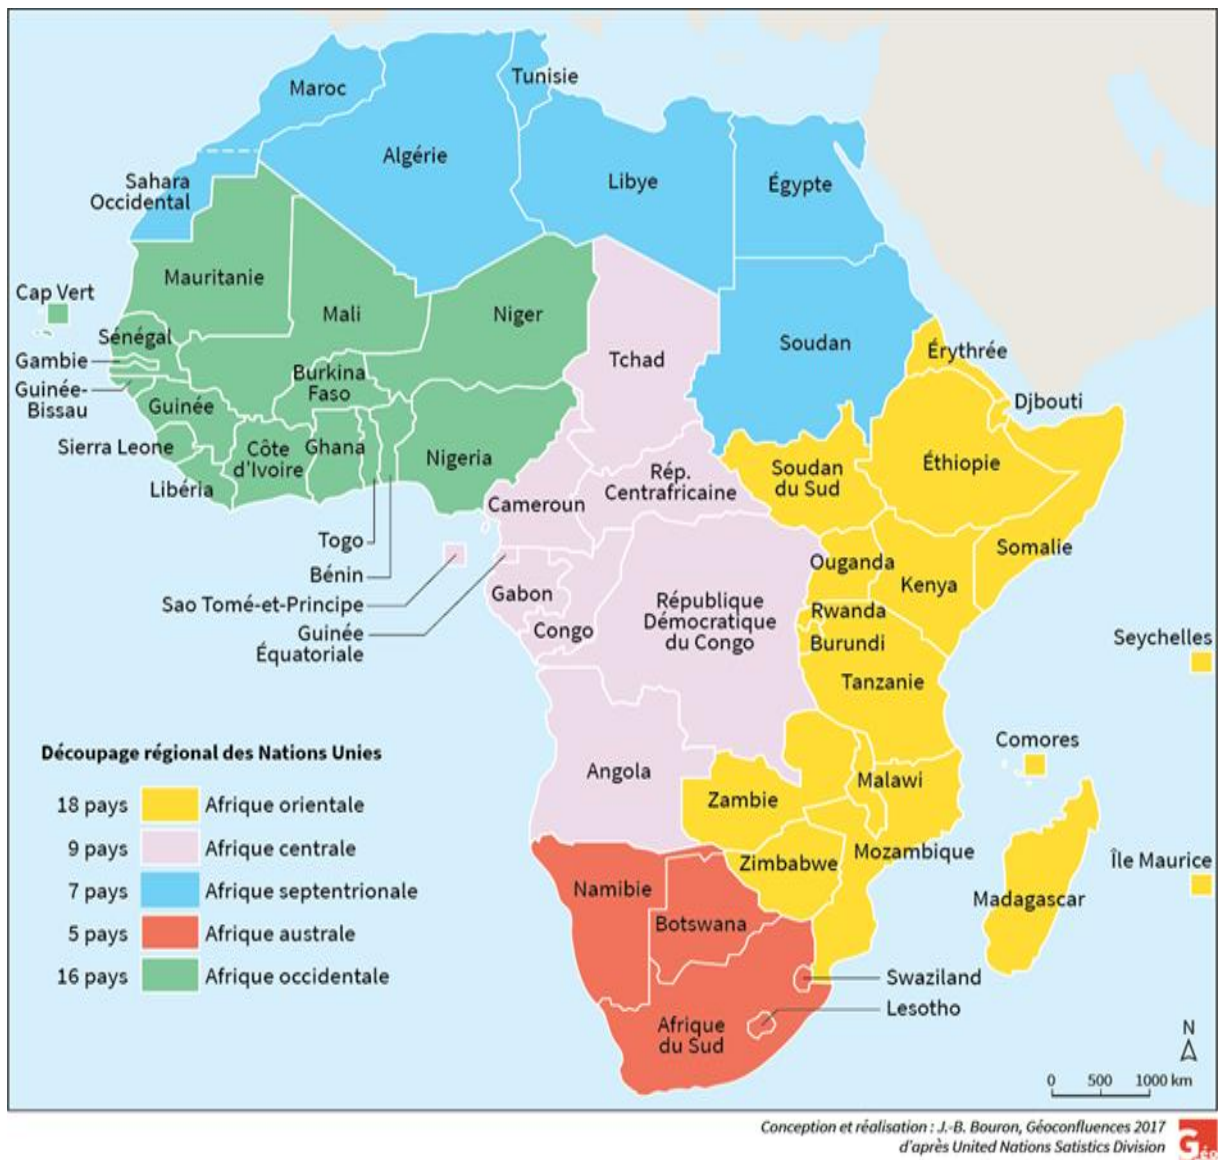 Maroc
Tunisie
Algérie
Libye
Égypte
Sahara
Occidental
Mauritanie
Mali
Niger
Tchad
Soudan
Érythrée
Djibouti
Cap Vert
Sénégal
Gambie
Guinée-
Bissau
Guinée
Sierra Leone
Libéria
Côte
d'Ivoire
Burkina
Faso
Ghana
Nigeria
Togo
Bénin
Sao Tomé-et-Principe
Guinée
Équatoriale
Cameroun
Rép.
Centrafricaine
Soudan
du Sud
Éthiopie
Somalie
Ouganda
Kenya
Rwanda
Burundi
Tanzanie
Gabon
Congo
République
Démocratique
du Congo
Seychelles
Comores
Angola
Zambie
Malawi
Mozambique
Zimbabwe
Madagascar
Île Maurice
Namibie
Botswana
Swaziland
Lesotho
Afrique
du Sud
Découpage régional des Nations Unies
18 pays Afrique orientale
9 pays Afrique centrale
7 pays Afrique septentrionale
5 pays Afrique australe
16 pays Afrique occidentale
N
0 500 1000 km
Conception et réalisation : J.-B. Bouron, Géoconfluences 2017
d'après United Nations Satistics Division
Géo